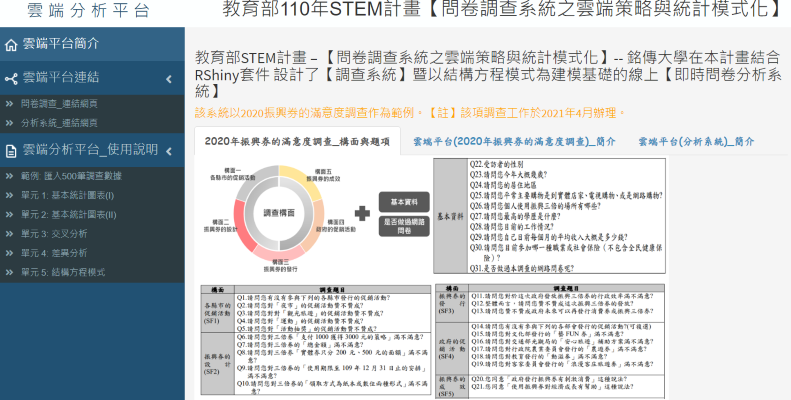 雲端分析平台
教育部110年STEM計畫【問卷調查系統之雲端策略與統計模式化】
雲端平台簡介
雲端平台連結
問卷調查_連結網頁
分析系統_連結網頁
雲端分析平台_使用說明
範例: 匯入500筆調查數據
單元 1: 基本統計圖表(I)
單元 2: 基本統計圖表(II)
單元 3: 交叉分析
單元 4: 差異分析
單元 5: 結構方程模式
教育部STEM計畫 – 【問卷調查系統之雲端策略與統計模式化】-- 銘傳大學在本計畫結合
RShiny套件 設計了【調查系統】暨以結構方程模式為建模基礎的線上【即時問卷分析系
統】
該系統以2020振興券的滿意度調查作為範例。【註】該項調查工作於2021年4月辦理。
2020年振興券的滿意度調查_構面與題項
雲端平台(2020年振興券的滿意度調查)_簡介
雲端平台(分析系統)_簡介
構面一
各縣市的促銷活動
構面五
振興券的成效
構面二
振興券的設計
構面四
政府的促銷活動
構面三
振興券的發行
調查構面
基本資料
是否做過網路
問卷
基本資料
Q22.受訪者的性別
Q23.請問您今年大概幾歲?
Q24.請問您的居住地區
Q25.請問您平常主要購物是到實體店家、電視購物、或是網路購物?
Q26.請問您個人使用振興三倍的場所有哪些?
Q27.請問您最高的學歷是什麼?
Q28.請問您目前的工作情況?
Q29.請問您自己目前每個月的平均收入大概是多少錢?
Q30.請問您目前參加哪一種職業或社會保險（不包含全民健康保
險）?
Q31.是否做過本調查的網路問卷呢?
構面
調查題目
各縣市的
促銷活動
(SF1)
Q1.請問您有沒有參與下列的各縣市發行的促銷活動?
Q2.請問您對「夜市」的促銷活動贊不贊成?
Q3.請問您對「觀光旅遊」的促銷活動贊不贊成?
Q4.請問您對「運動」的促銷活動贊不贊成?
Q5.請問您對「活動抽獎」的促銷活動贊不贊成?
振興券的
設 計
(SF2)
Q6.請問您對三倍券「支付 1000 獲得 3000 元的策略」滿不滿意?
Q7.請問您對三倍券的「總金額」滿不滿意?
Q8.請問您對三倍券「實體券只分 200 元、500 元的面額」滿不滿
意?
Q9.請問您對三倍券的「使用期限至 109 年 12 月 31 日止的安排」
滿不滿意?
Q10.請問您對三倍券的「領取方式為紙本或數位兩種形式」滿不滿
意?
構面
調查題目
振興券的
發 行
(SF3)
Q11.請問您對於這次政府發放振興三倍券的行政效率滿不滿意?
Q12.整體而言，請問您贊不贊成這次振興三倍券的發放?
Q13.請問您贊不贊成政府未來可以再發行消費券或振興三倍券?
政府的促
銷 活 動
(SF4)
Q14.請問您有沒有參與下列的各部會發行的促銷活動?(可複選)
Q15.請問您對文化部發行的「藝 FUN 券」滿不滿意?
Q16.請問您對交通部觀光局的「安心旅遊」補助方案滿不滿意?
Q17.請問您對行政院農業委員會發行的「農遊券」滿不滿意?
Q18.請問您對教育發行的「動滋券」滿不滿意?
Q19.請問您對客家委員會發行的「浪漫客庄旅遊券」滿不滿意?
振興券的
成 效
(SF5)
Q20.您同意「政府發行振興券有刺激消費」這種說法?
Q21.您同意「使用振興券對經濟成長有幫助」這種說法?